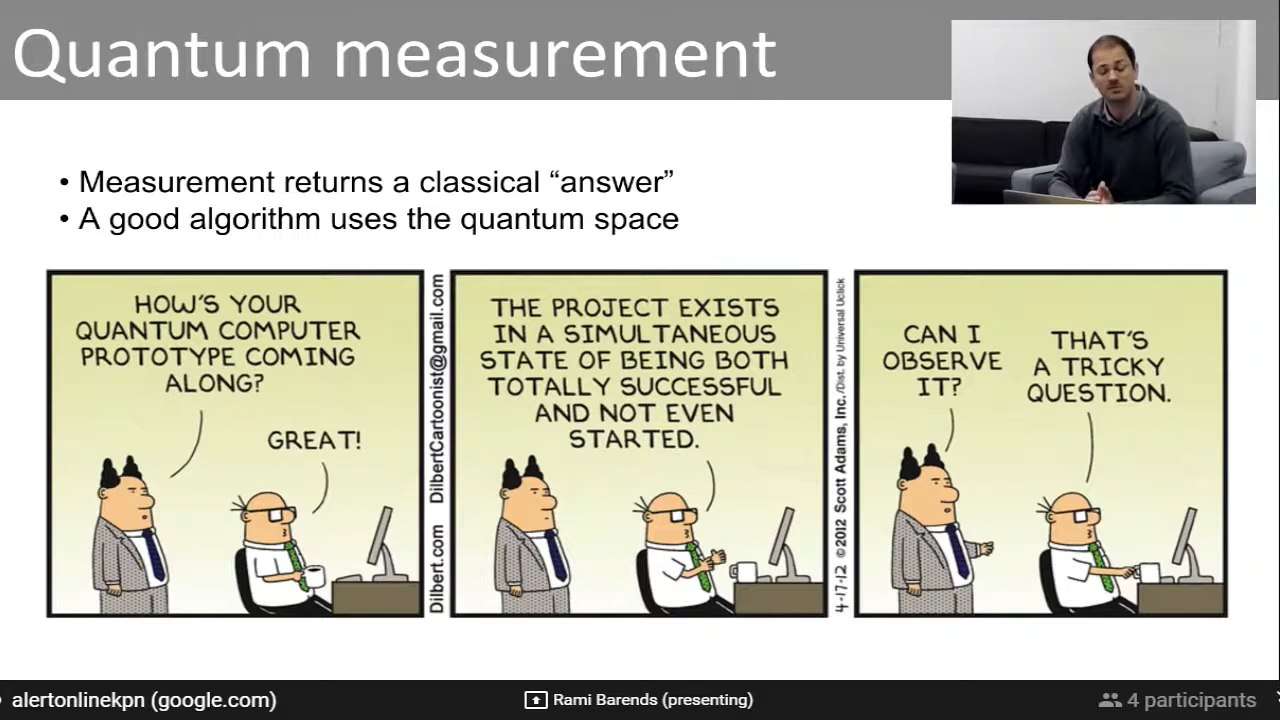 Quantum measurement
• Measurement returns a classical “answer”
• A good algorithm uses the quantum space
HOW'S YOUR
QUANTUM COMPUTER
PROTOTYPE COMING
ALONG?
GREAT!
Dilbert.com DilbertCartoonist@gmail.com
THE PROJECT EXISTS
IN A SIMULTANEOUS
STATE OF BEING BOTH
TOTALLY SUCCESSFUL
AND NOT EVEN
STARTED.
4-17-12 ©2012 Scott Adams, Inc./Dist. by Universal Uclick
CAN I
OBSERVE
IT?
THAT'S
A TRICKY
QUESTION.
alertonlinekpn (google.com)
Rami Barends (presenting)
4 participants